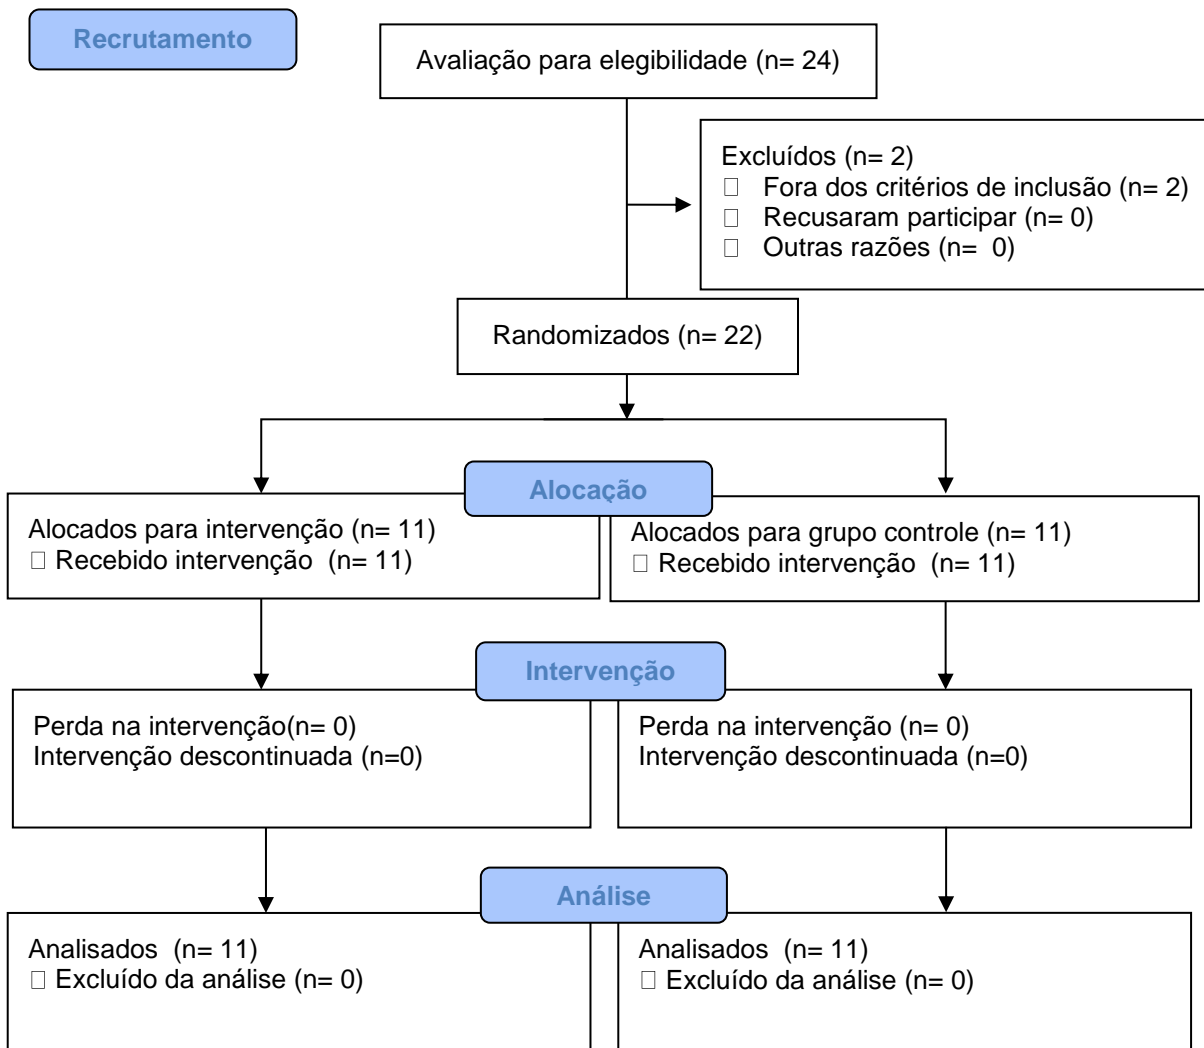 Recrutamento
Avaliação para elegibilidade (n= 24)
Excluídos (n= 2)
□ Fora dos critérios de inclusão (n= 2)
□ Recusaram participar (n= 0)
□ Outras razões (n=  0)
Randomizados (n= 22)
Alocação
Alocados para intervenção (n= 11)
□ Recebido intervenção  (n= 11)
Alocados para grupo controle (n= 11)
□ Recebido intervenção  (n= 11)
Intervenção
Perda na intervenção(n= 0)
Intervenção descontinuada (n=0)
Perda na intervenção (n= 0)
Intervenção descontinuada (n=0)
Análise
Analisados  (n= 11)
□ Excluído da análise (n= 0)
Analisados  (n= 11)
□ Excluído da análise (n= 0)